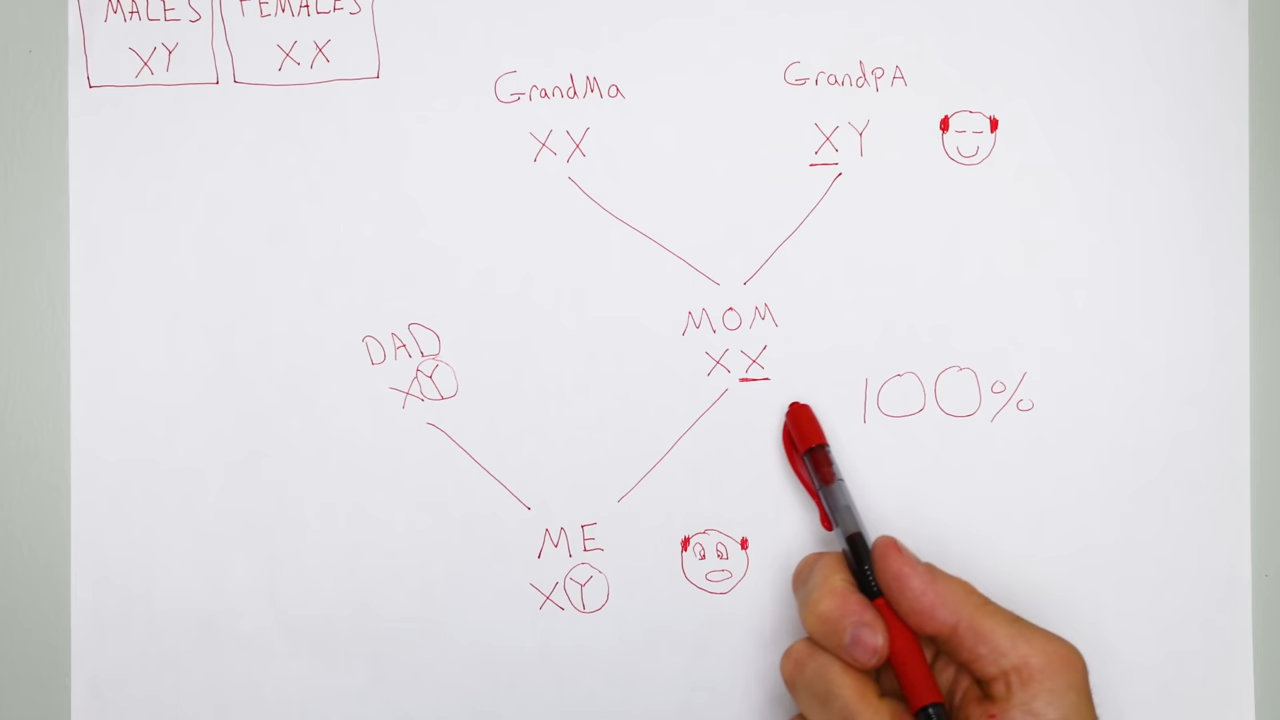 MALES
XY
FEMALES
XX
GrandMa
XX
GrandpA
XY
MOM
XX
DAD
XY
100%
ME
XY